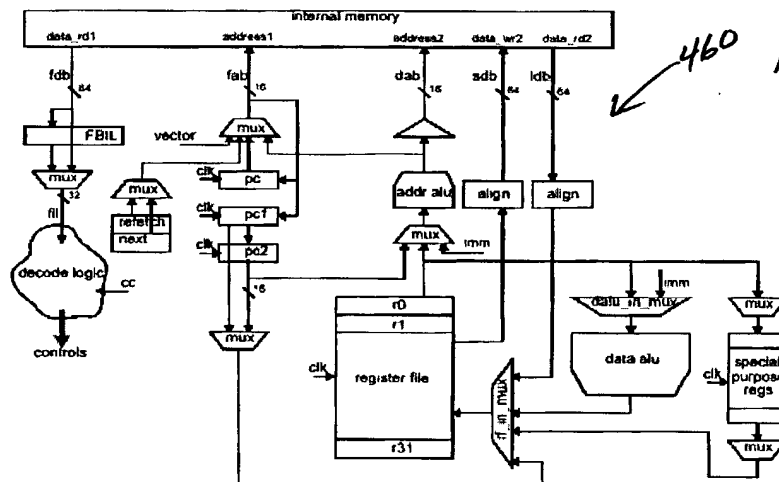 internal memory
data_rd1 address1 address2 data_wr2 data_rd2
460
fdb fab dab sdb ldb
64 16 16 64 64
FBIL
vector
mux
mux
clk
pc
addr alu
align
align
mux
32
fil
refetch
next
clk
pc1
clk
pc2
mux
imm
decode logic
cc
16
imm
controls
mux
r0
r1
register file
r31
clk
rf_in_mux
dalu_in_mux
data alu
mux
clk
special
purpose
regs
mux